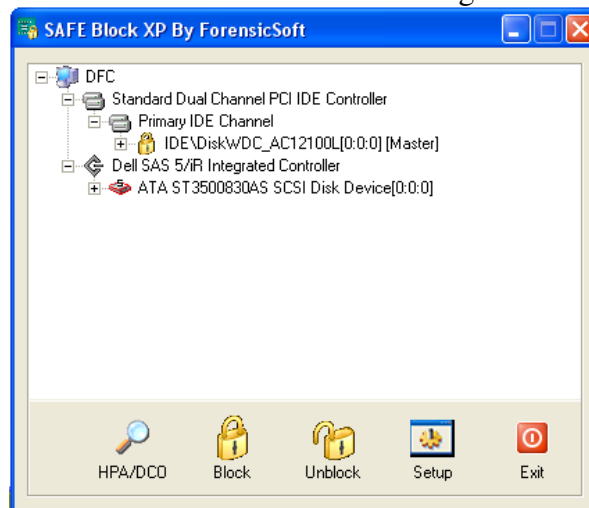 SAFE Block XP By ForensicSoft
DFC
Standard Dual Channel PCI IDE Controller
Primary IDE Channel
IDE\DiskWDC_AC12100L[0:0:0] [Master]
Dell SAS 5/iR Integrated Controller
ATA ST3500830AS SCSI Disk Device[0:0:0]
HPA/DCO Block Unblock Setup Exit